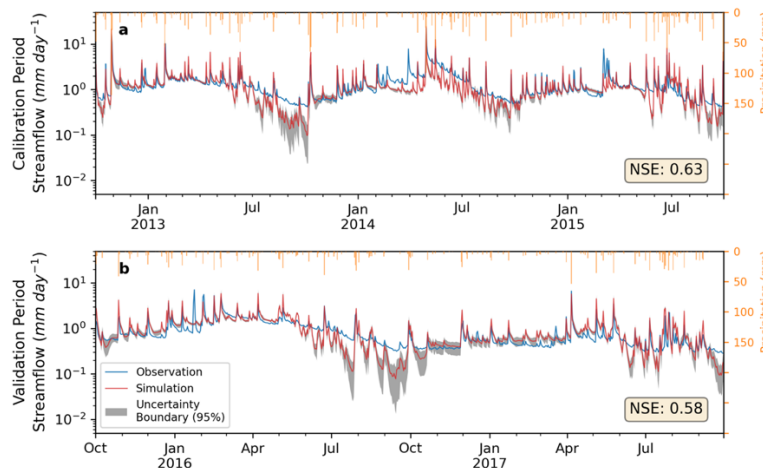 a
Calibration Period
Streamflow (mm day⁻¹)
10¹
10⁰
10⁻¹
10⁻²
0
50
100
150
Precipitation (mm)
NSE: 0.63
Jan
2013
Jul
Jan
2014
Jul
Jan
2015
Jul
b
Validation Period
Streamflow (mm day⁻¹)
10¹
10⁰
10⁻¹
10⁻²
0
50
100
150
Observation
Simulation
Uncertainty
Boundary (95%)
NSE: 0.58
Oct
Jan
2016
Apr
Jul
Oct
Jan
2017
Apr
Jul